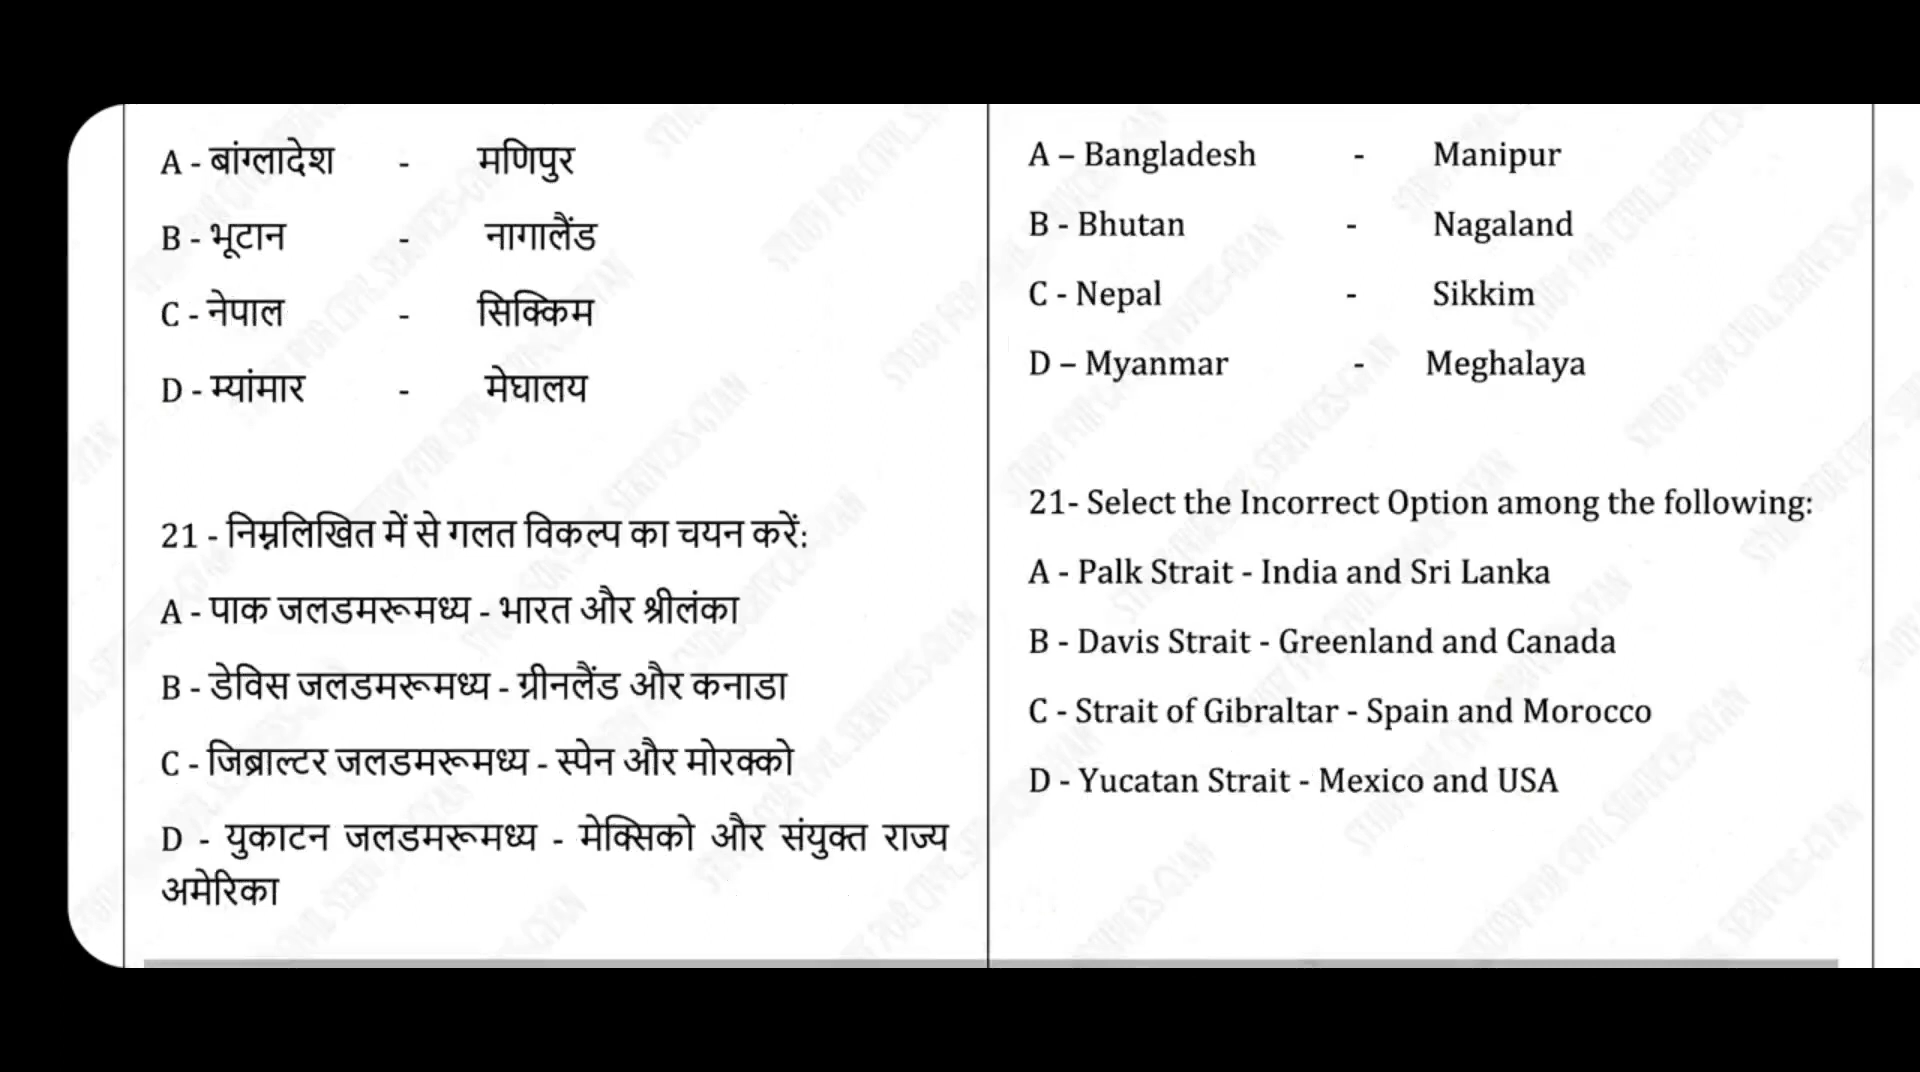 A - बांग्लादेश - मणिपुर
B - भूटान - नागालैंड
C - नेपाल - सिक्किम
D - म्यांमार - मेघालय
21 - निम्नलिखित में से गलत विकल्प का चयन करें:
A - पाक जलडमरूमध्य - भारत और श्रीलंका
B - डेविस जलडमरूमध्य - ग्रीनलैंड और कनाडा
C - जिब्राल्टर जलडमरूमध्य - स्पेन और मोरक्को
D - युकाटन जलडमरूमध्य - मेक्सिको और संयुक्त राज्य
अमेरिका
A – Bangladesh - Manipur
B - Bhutan - Nagaland
C - Nepal - Sikkim
D – Myanmar - Meghalaya
21- Select the Incorrect Option among the following:
A - Palk Strait - India and Sri Lanka
B - Davis Strait - Greenland and Canada
C - Strait of Gibraltar - Spain and Morocco
D - Yucatan Strait - Mexico and USA